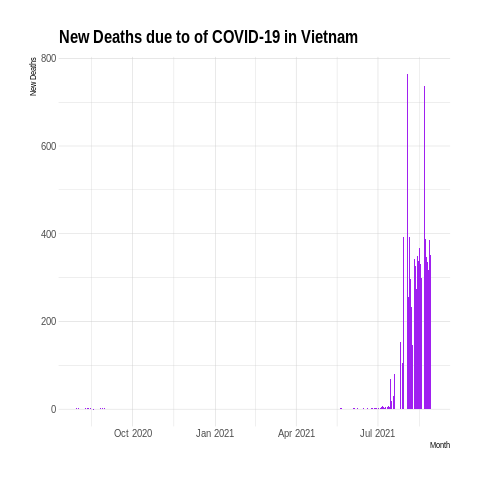 New Deaths due to of COVID-19 in Vietnam
New Deaths
800
600
400
200
0
Oct 2020 Jan 2021 Apr 2021 Jul 2021
Month